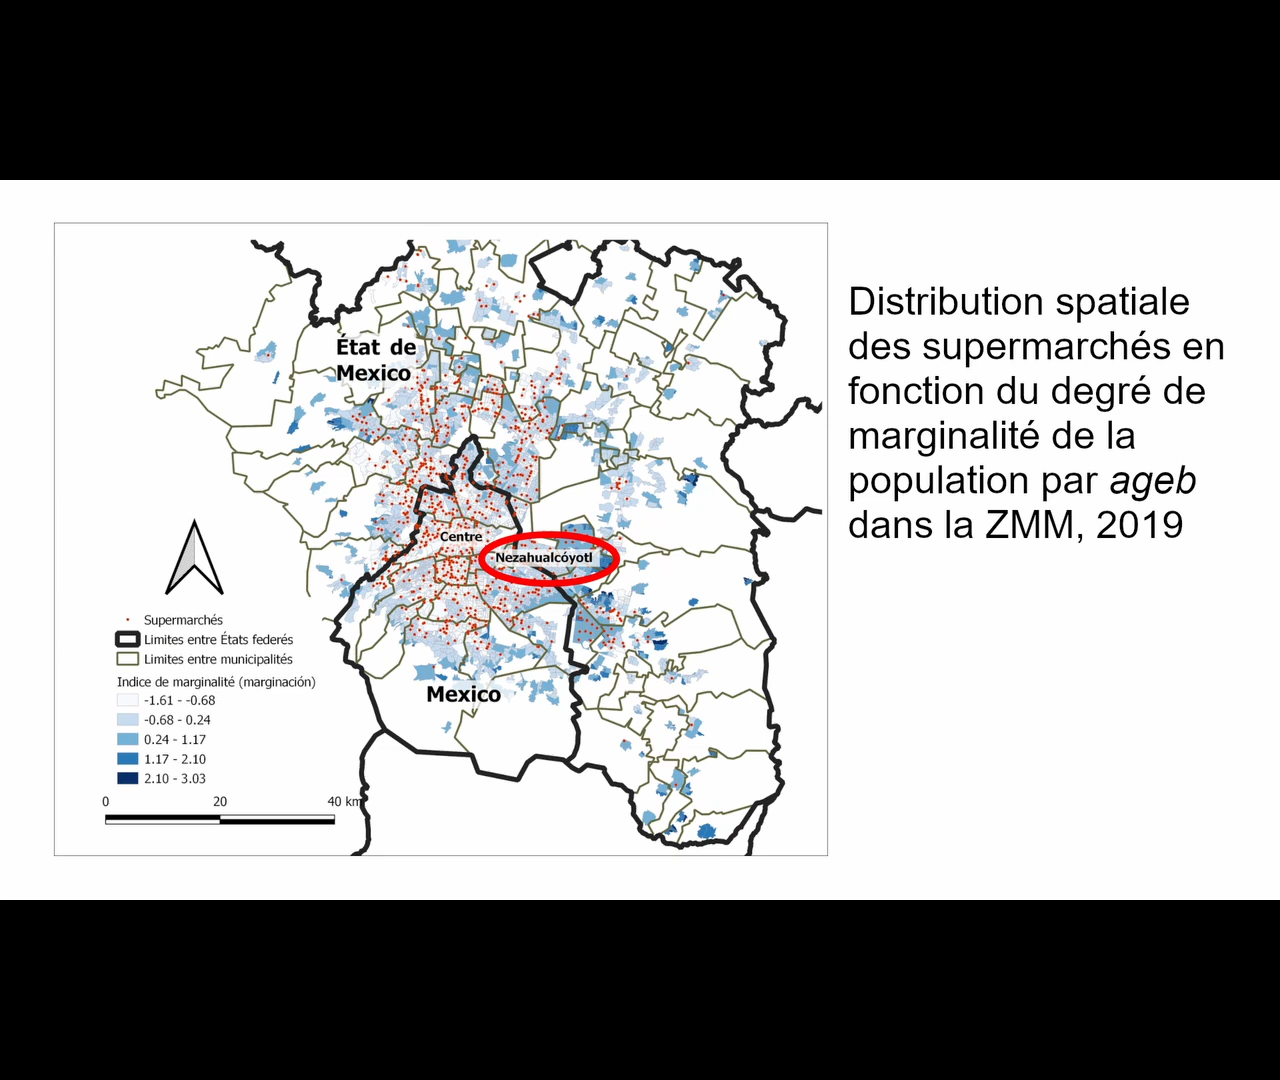 État de
Mexico
Centre
Nezahualcóyotl
Mexico
Supermarchés
Limites entre États federés
Limites entre municipalités
Indice de marginalité (marginación)
-1.61 - -0.68
-0.68 - 0.24
0.24 - 1.17
1.17 - 2.10
2.10 - 3.03
0 20 40 km
Distribution spatiale
des supermarchés en
fonction du degré de
marginalité de la
population par ageb
dans la ZMM, 2019